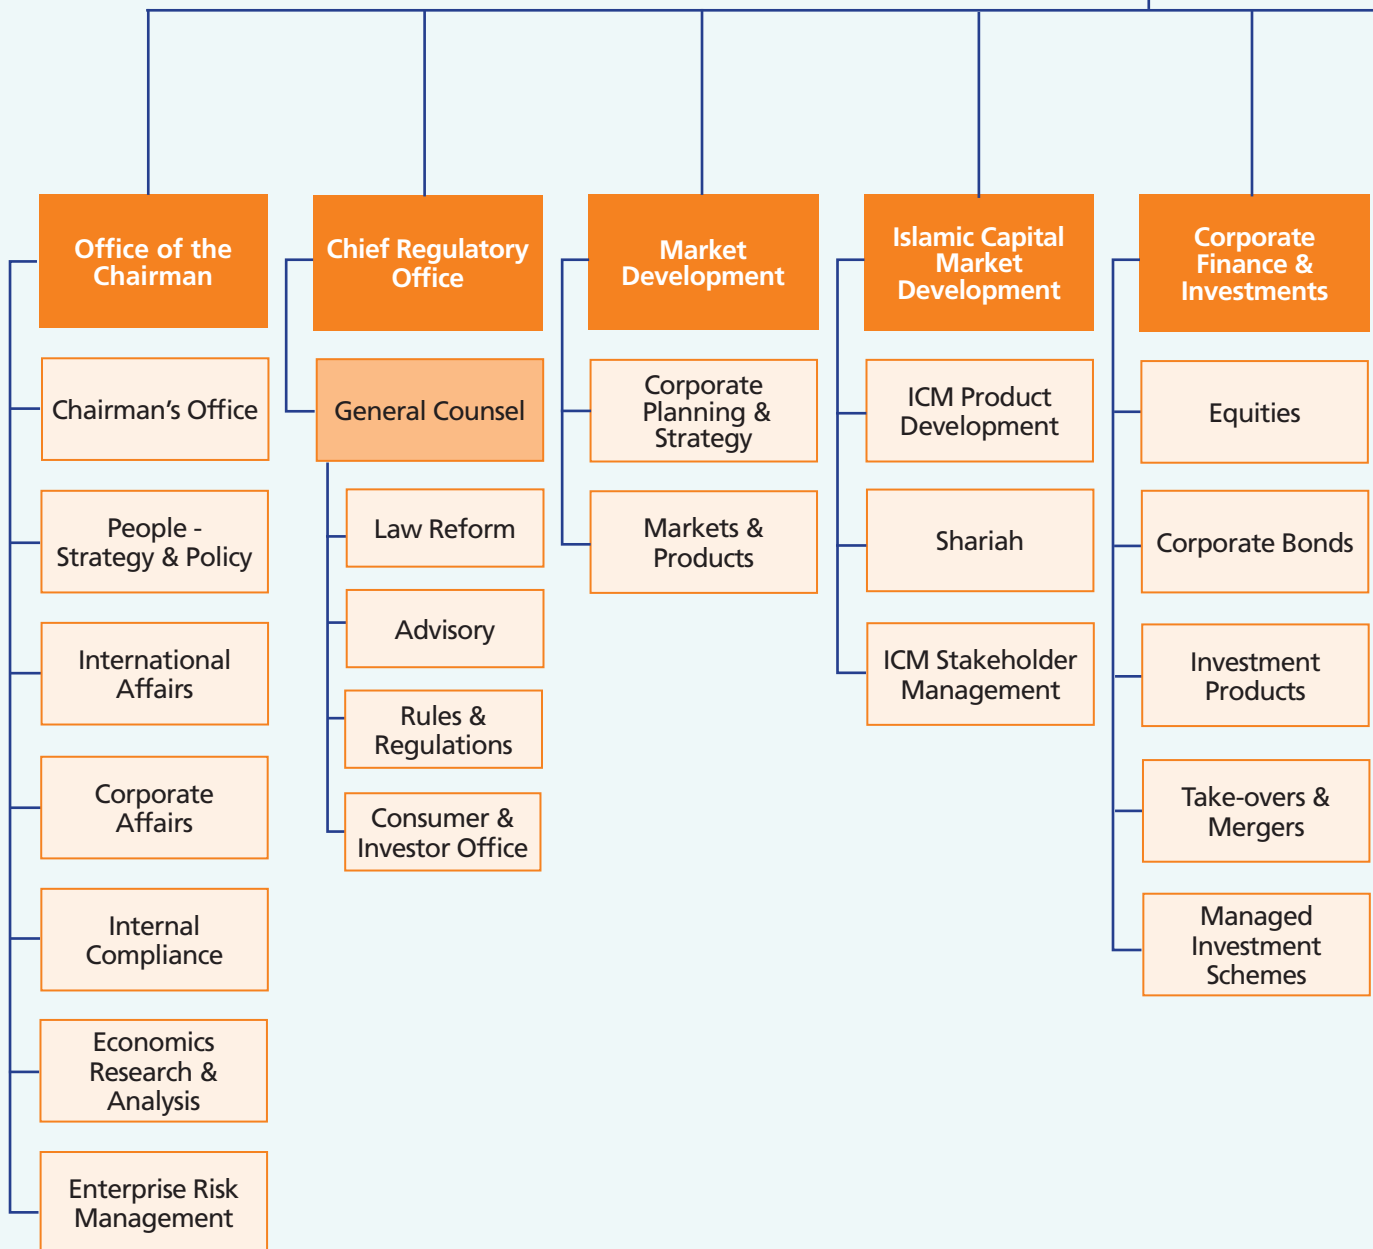 Office of the
Chairman
Chairman's Office
People -
Strategy & Policy
International
Affairs
Corporate
Affairs
Internal
Compliance
Economics
Research &
Analysis
Enterprise Risk
Management
Chief Regulatory
Office
General Counsel
Law Reform
Advisory
Rules &
Regulations
Consumer &
Investor Office
Market
Development
Corporate
Planning &
Strategy
Markets &
Products
Islamic Capital
Market
Development
ICM Product
Development
Shariah
ICM Stakeholder
Management
Corporate
Finance &
Investments
Equities
Corporate Bonds
Investment
Products
Take-overs &
Mergers
Managed
Investment
Schemes